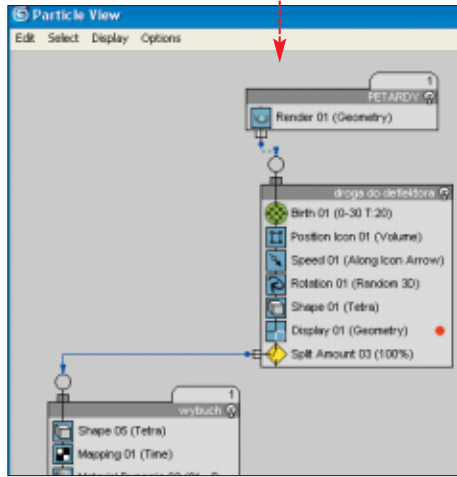 Particle View
Edit Select Display Options
1
PETARDY
Render 01 (Geometry)
droga do deflektora
Birth 01 (0-30 T:20)
Position Icon 01 (Volume)
Speed 01 (Along Icon Arrow)
Rotation 01 (Random 3D)
Shape 01 (Tetra)
Display 01 (Geometry)
Split Amount 03 (100%)
1
wybuch
Shape 05 (Tetra)
Mapping 01 (Time)